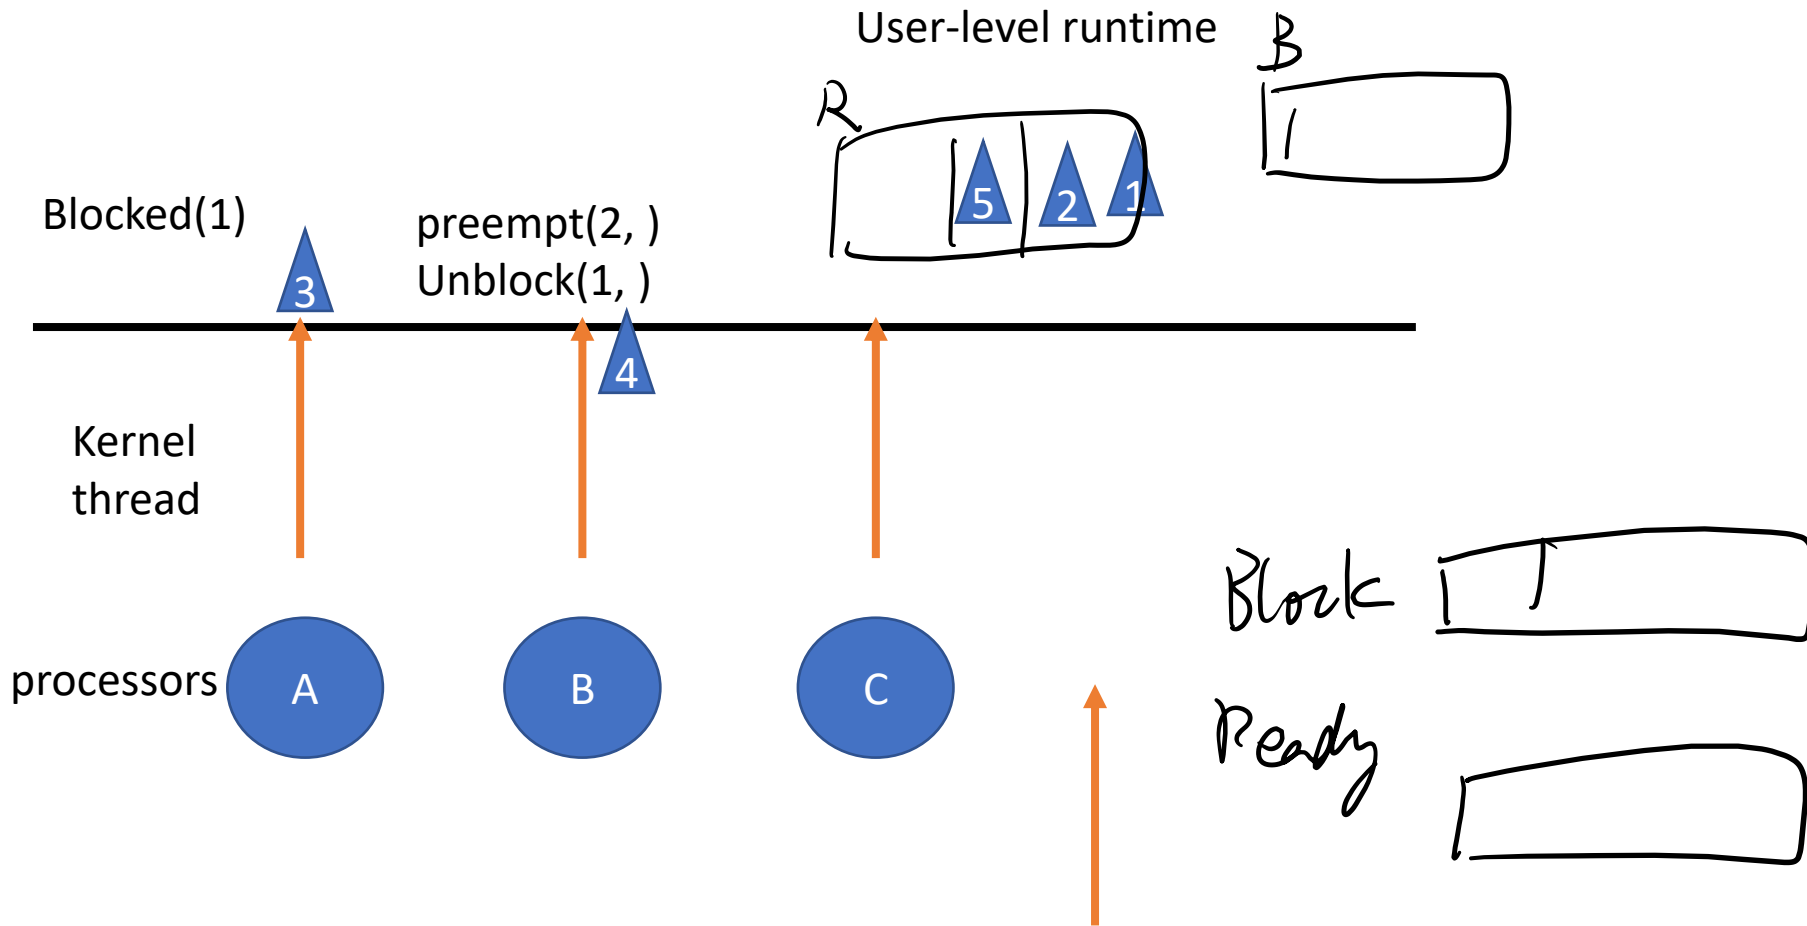 User-level runtime
B
R
1
5
2
1
Blocked(1)
3
preempt(2, )
Unblock(1, )
4
Kernel
thread
Block
processors
A
B
C
Ready